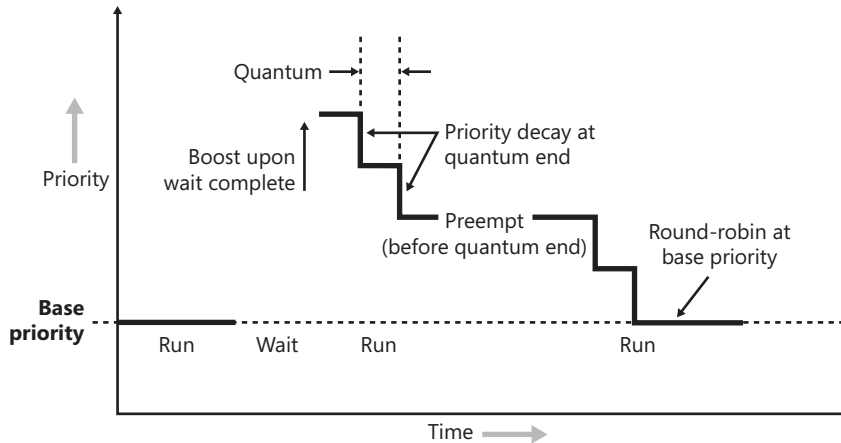 Quantum
Priority decay at
quantum end
Boost upon
wait complete
Priority
Preempt
(before quantum end)
Round-robin at
base priority
Base
priority
Run
Wait
Run
Run
Time